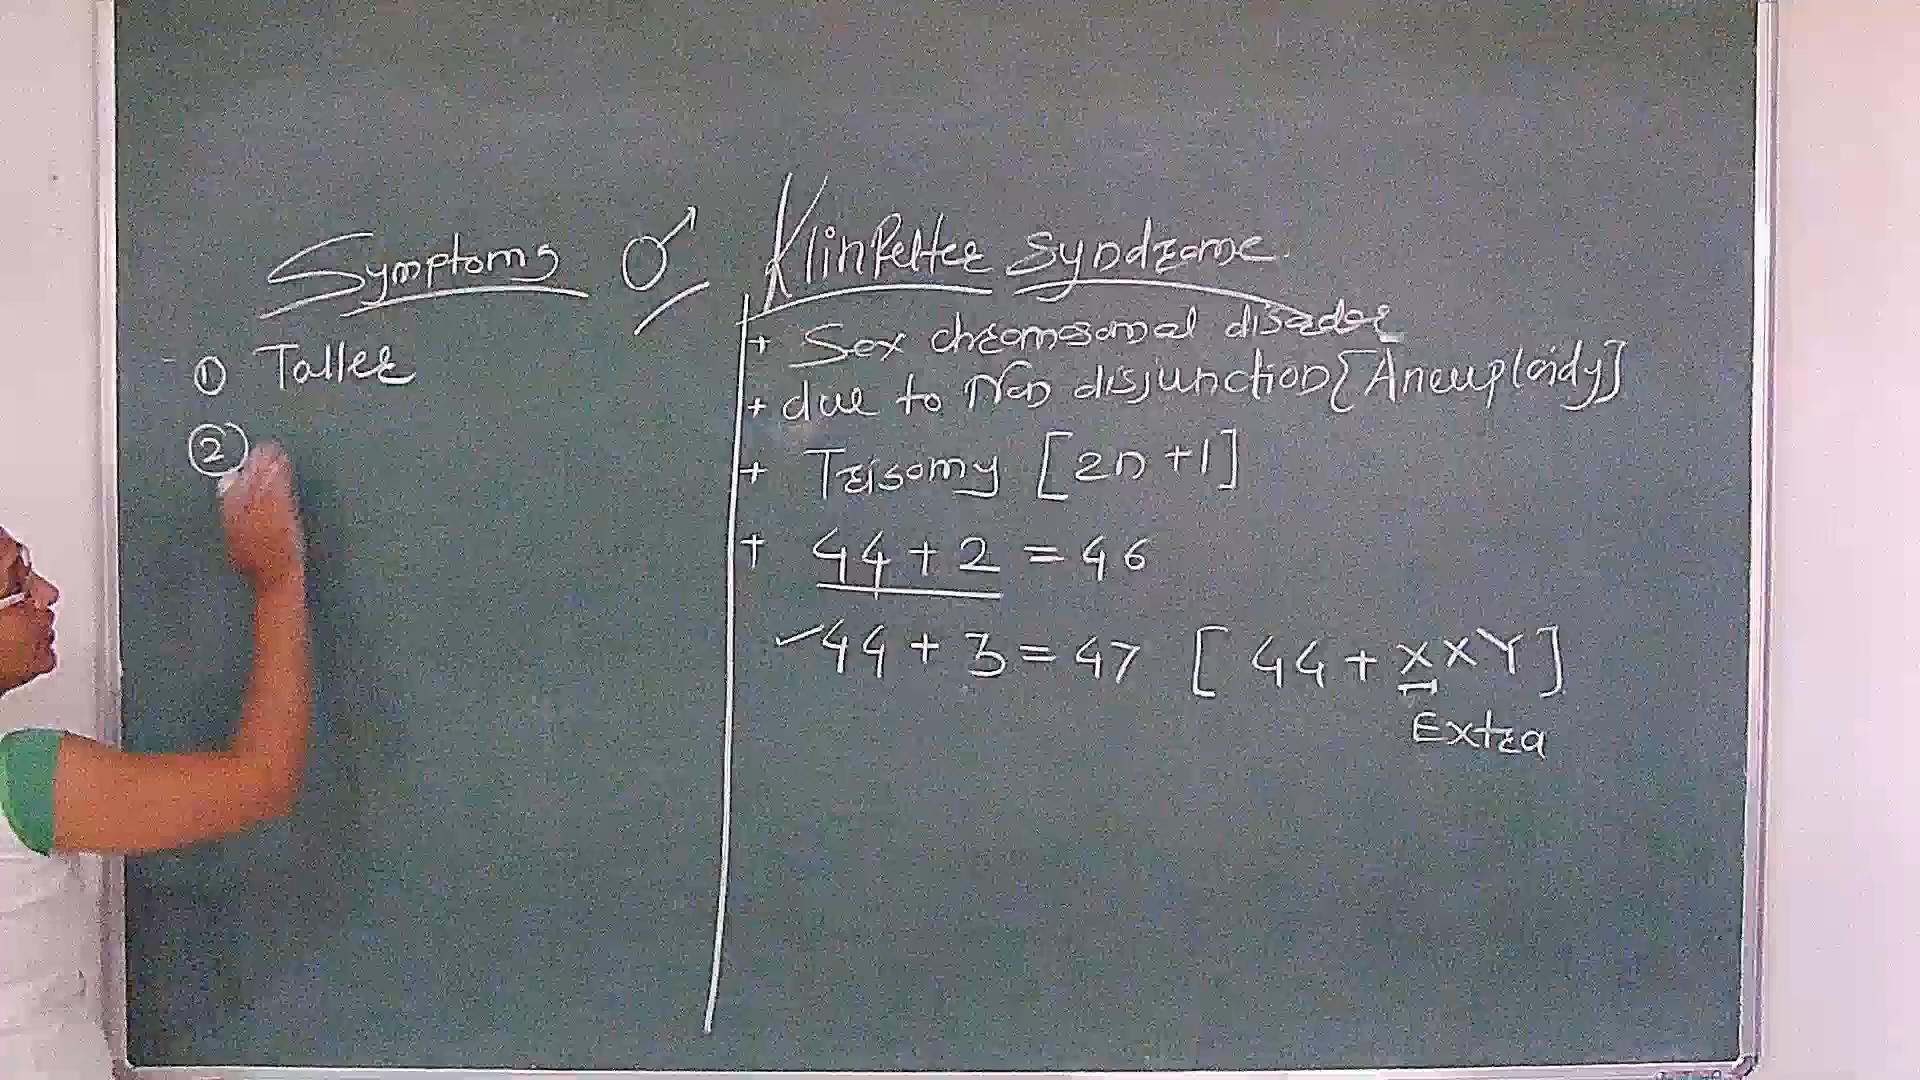 Symptoms ♂
① Taller
②
Klinfelter Syndrome
+ Sex chromosomal disorder
+ due to Non disjunction [Aneuploidy]
+ Trisomy [2n+1]
+ 44+2 = 46
✓44+3=47 [44+XXY]
Extra